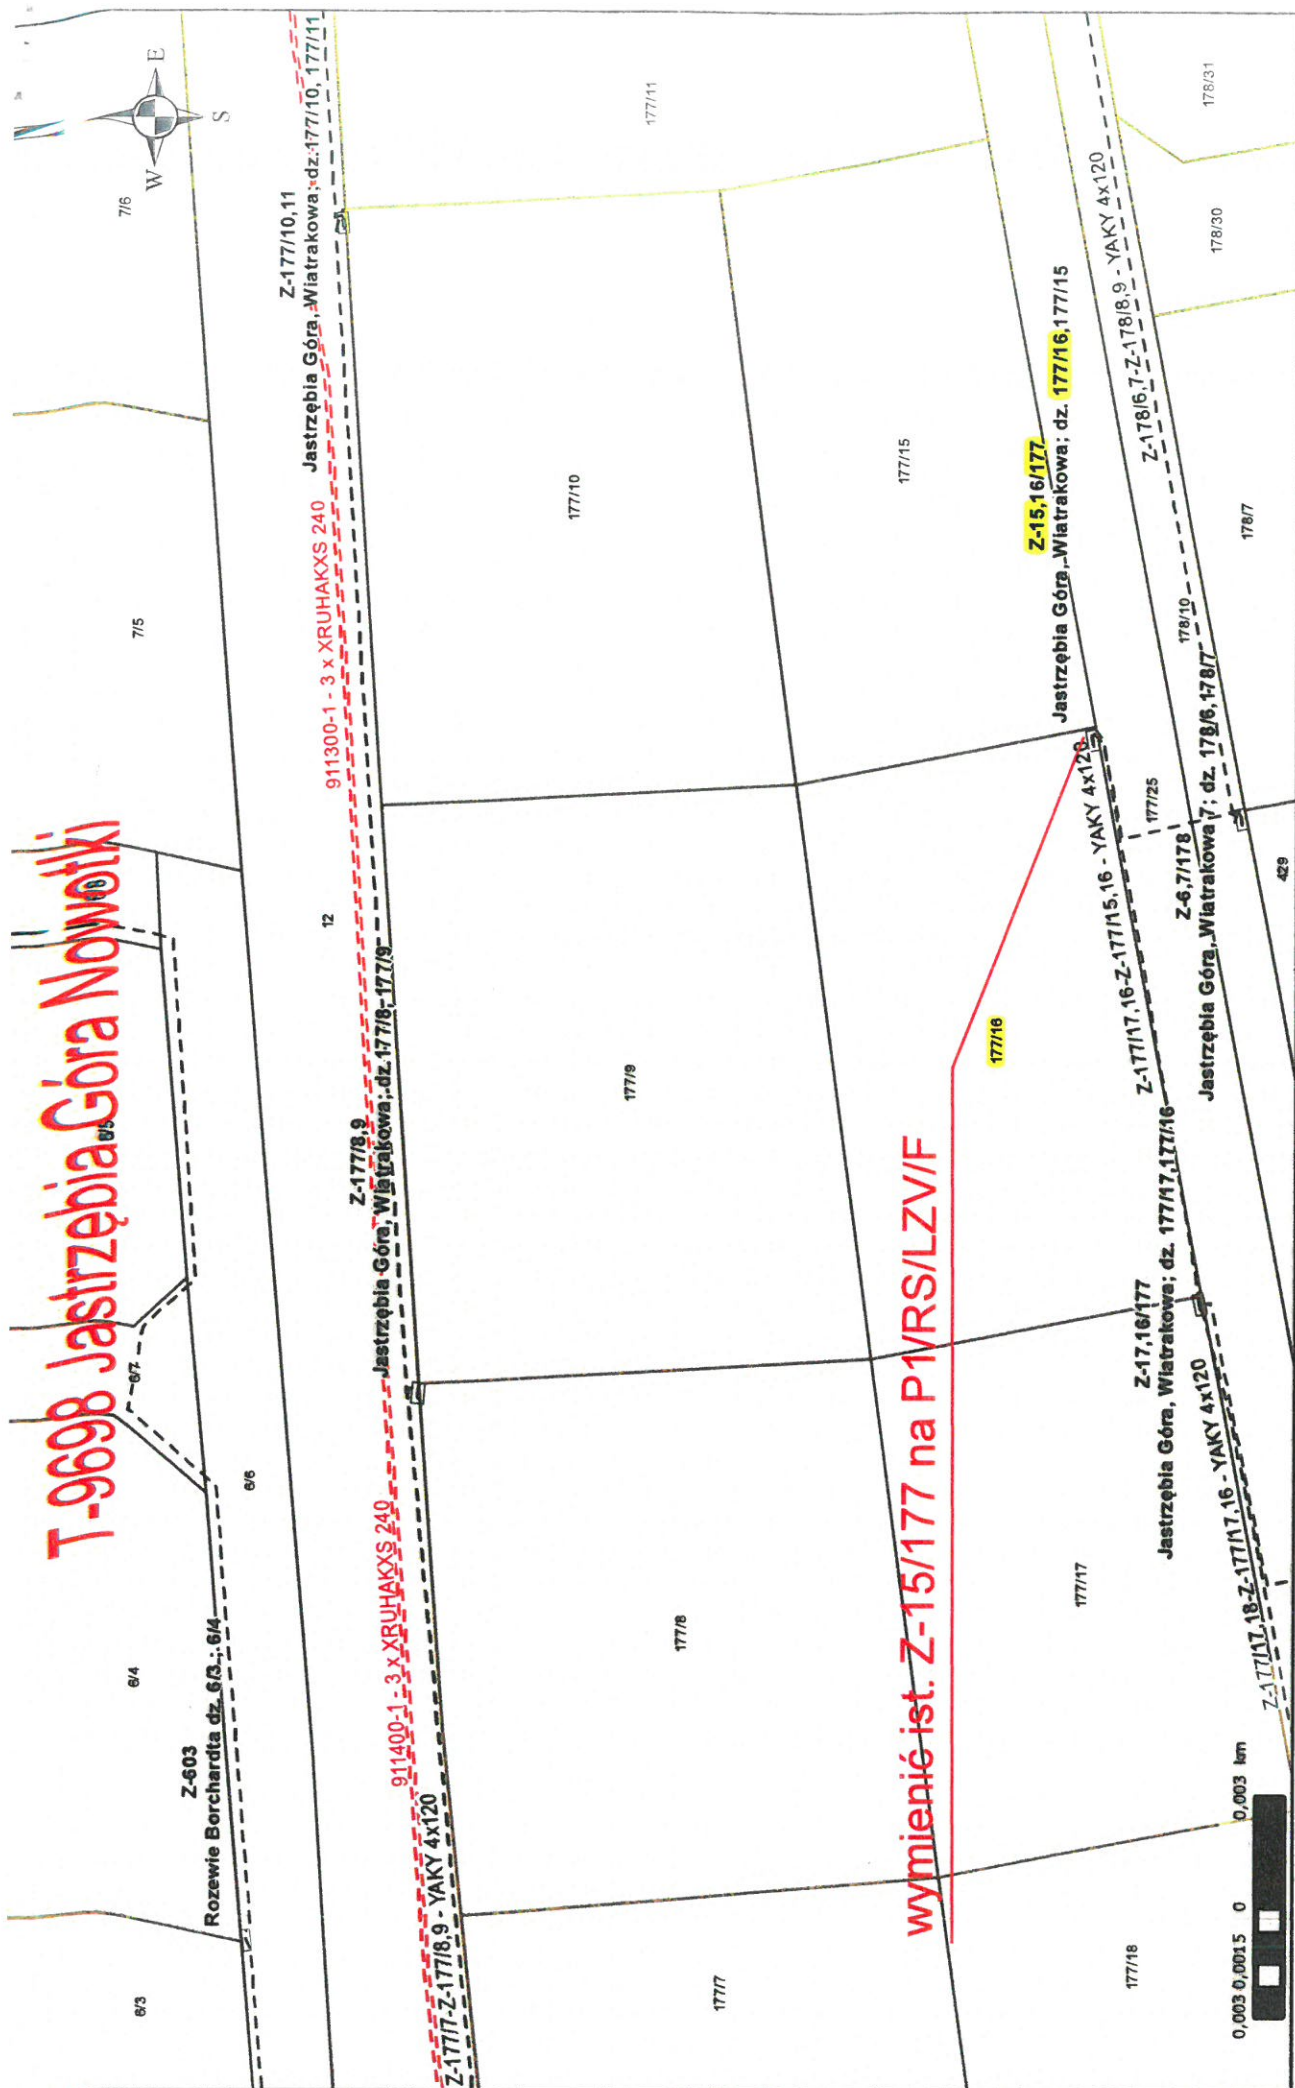 T-9698 Jastrzębia Góra Nowotki
N
W
E
S
7/6
7/5
6/8
6/5
6/7
6/6
6/4
6/3
12
Z-603
Rozewie Borchardta dz. 6/3.; 6/4
Z-177/10,11
Jastrzębia Góra, Wiatrakowa; dz.177/10, 177/11
911300-1 - 3 x XRUHAKXS 240
Z-177/8,9
Jastrzębia Góra, Wiatrakowa; dz.177/8, 177/9
911400-1 - 3 x XRUHAKXS 240
Z-177/7-Z-177/8,9 - YAKY 4x120
177/11
177/10
177/9
177/8
177/7
177/15
177/16
177/17
177/18
wymienić ist. Z-15/177 na P1/RS/LZV/F
Z-15,16/177
Jastrzębia Góra, Wiatrakowa; dz. 177/16,177/15
Z-177/17,16-Z-177/15,16 - YAKY 4x120
Z-17,16/177
Jastrzębia Góra, Wiatrakowa; dz. 177/17,177/16
Z-177/17,18-Z-177/17,16 - YAKY 4x120
177/25
Z-6,7/178
Jastrzębia Góra, Wiatrakowa 7; dz. 178/6,178/7
Z-178/6,7-Z-178/8,9 - YAKY 4x120
178/10
178/7
178/30
178/31
429
0,003 0,0015 0 0,003 km